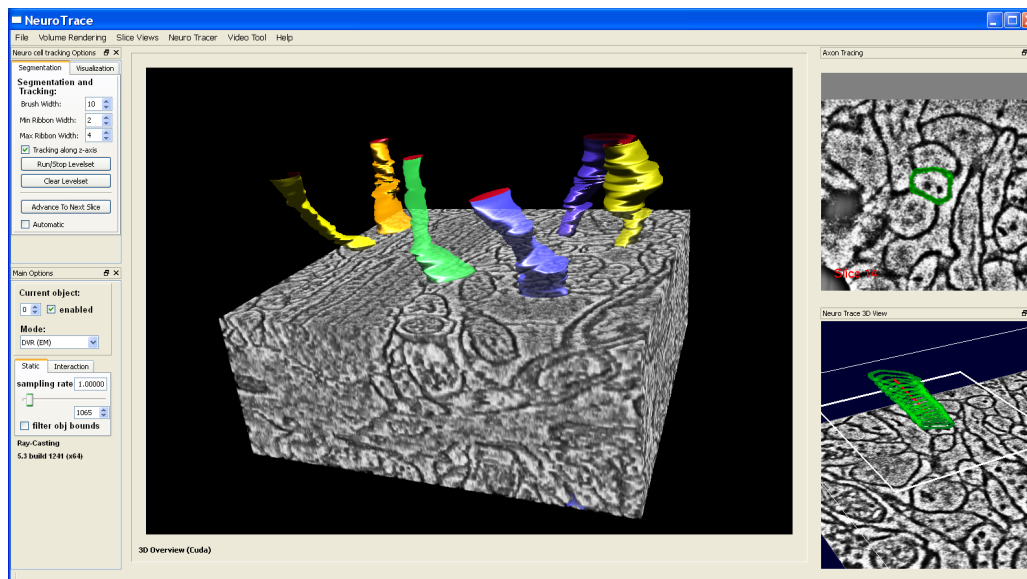 NeuroTrace
File Volume Rendering Slice Views Neuro Tracer Video Tool Help
Neuro cell tracking Options
Segmentation Visualization
Segmentation and
Tracking:
Brush Width: 10
Min Ribbon Width: 2
Max Ribbon Width: 4
Tracking along z-axis
Run/Stop Levelset
Clear Levelset
Advance To Next Slice
Automatic
Main Options
Current object:
0 enabled
Mode:
DVR (EM)
Static Interaction
sampling rate 1.00000
1065
filter obj bounds
Ray-Casting
5.3 build 1241 (x64)
3D Overview (Cuda)
Axon Tracing
Slice
Neuro Trace 3D View